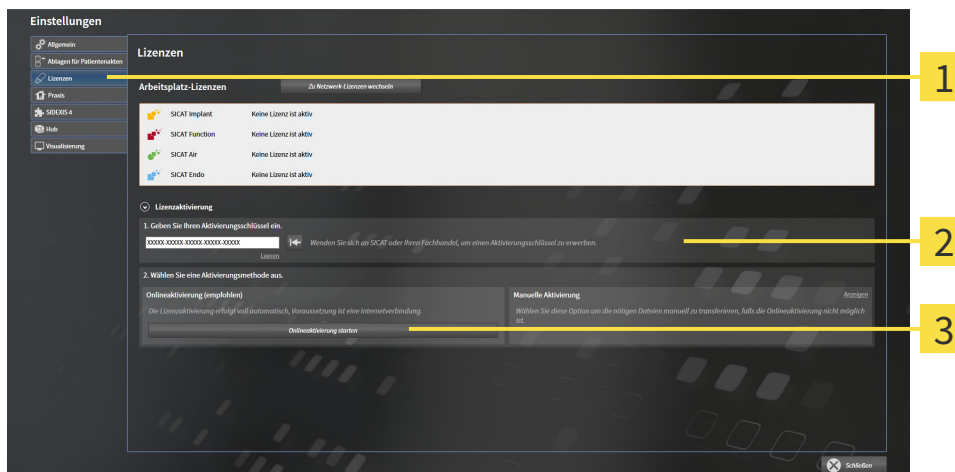 Einstellungen
Allgemein
Ablagen für Patientenakten
Lizenzen
Praxis
SIDEXIS 4
Hub
Visualisierung
Lizenzen
Arbeitsplatz-Lizenzen
Zu Netzwerk-Lizenzen wechseln
SICAT Implant Keine Lizenz ist aktiv
SICAT Function Keine Lizenz ist aktiv
SICAT Air Keine Lizenz ist aktiv
SICAT Endo Keine Lizenz ist aktiv
Lizenzaktivierung
1. Geben Sie Ihren Aktivierungsschlüssel ein.
XXXXX-XXXXX-XXXXX-XXXXX-XXXXX
Wenden Sie sich an SICAT oder Ihren Fachhandel, um einen Aktivierungsschlüssel zu erwerben.
Leeren
2. Wählen Sie eine Aktivierungsmethode aus.
Onlineaktivierung (empfohlen)
Die Lizenzaktivierung erfolgt voll automatisch, Voraussetzung ist eine Internetverbindung.
Onlineaktivierung starten
Manuelle Aktivierung
Anzeigen
Wählen Sie diese Option um die nötigen Dateien manuell zu transferieren, falls die Onlineaktivierung nicht möglich
ist.
Schließen
1
2
3